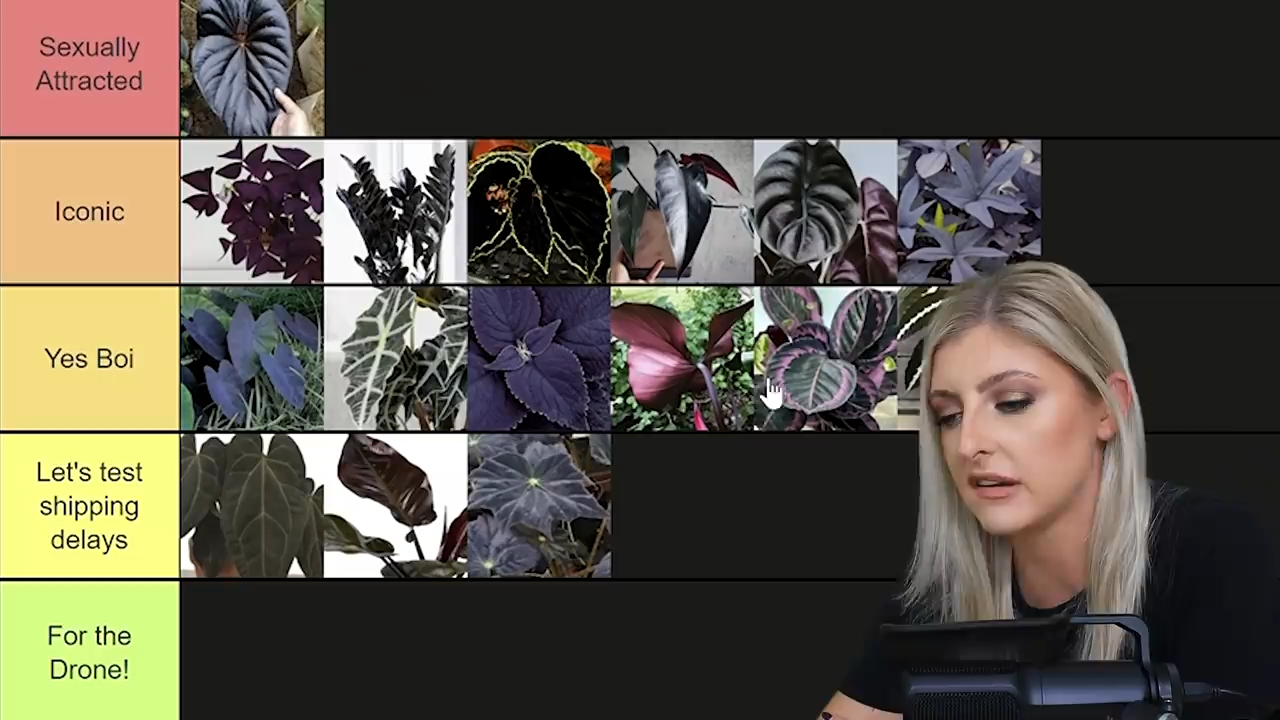 Sexually
Attracted
Iconic
Yes Boi
Let's test
shipping
delays
For the
Drone!